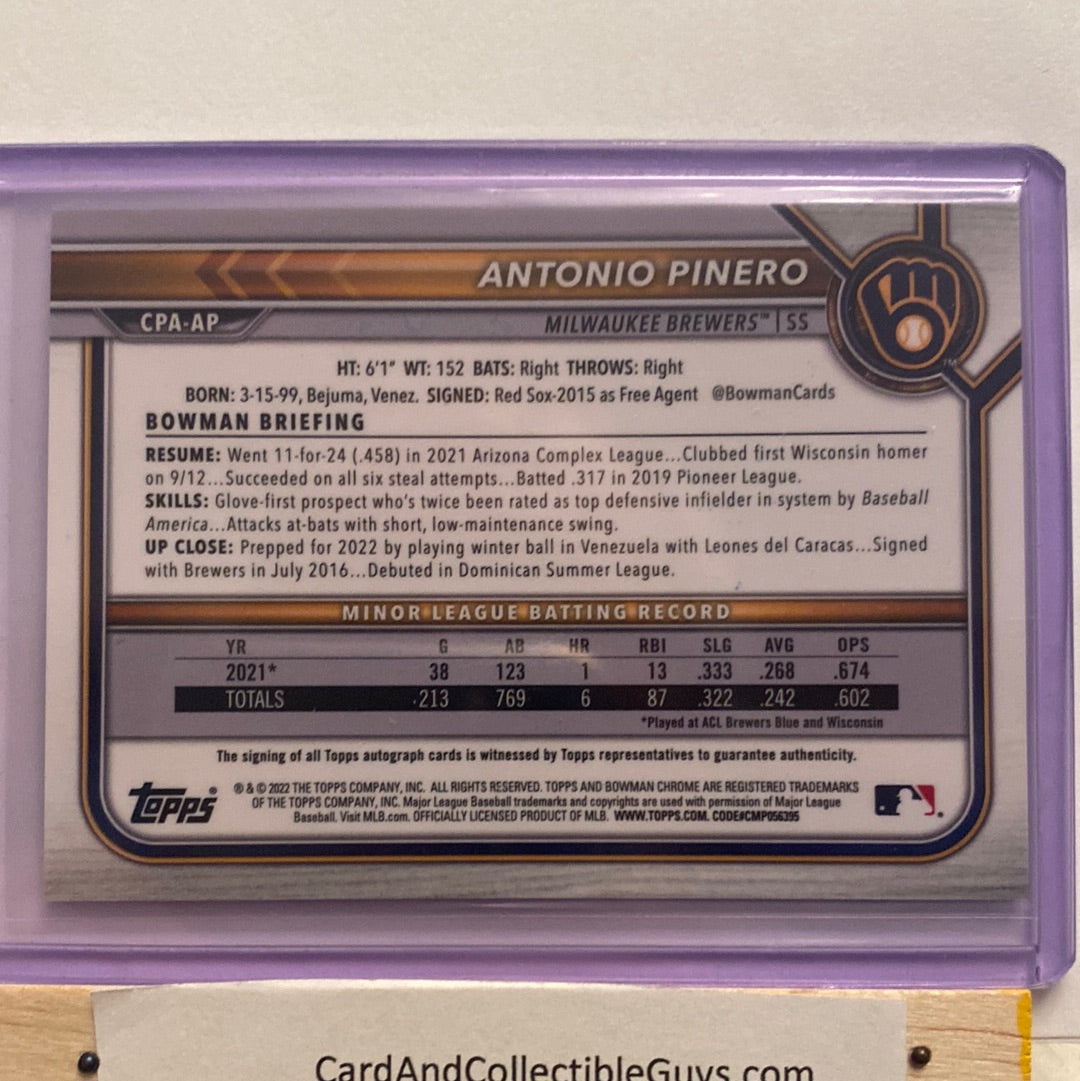 ANTONIO PINERO
CPA-AP
MILWAUKEE BREWERS™ | SS
HT: 6'1" WT: 152 BATS: Right THROWS: Right
BORN: 3-15-99, Bejuma, Venez. SIGNED: Red Sox-2015 as Free Agent @BowmanCards
BOWMAN BRIEFING
RESUME: Went 11-for-24 (.458) in 2021 Arizona Complex League...Clubbed first Wisconsin homer
on 9/12...Succeeded on all six steal attempts...Batted .317 in 2019 Pioneer League.
SKILLS: Glove-first prospect who's twice been rated as top defensive infielder in system by Baseball
America...Attacks at-bats with short, low-maintenance swing.
UP CLOSE: Prepped for 2022 by playing winter ball in Venezuela with Leones del Caracas...Signed
with Brewers in July 2016...Debuted in Dominican Summer League.
MINOR LEAGUE BATTING RECORD
YR G AB HR RBI SLG AVG OPS
2021* 38 123 1 13 .333 .268 .674
TOTALS 213 769 6 87 .322 .242 .602
*Played at ACL Brewers Blue and Wisconsin
The signing of all Topps autograph cards is witnessed by Topps representatives to guarantee authenticity.
Topps®
® & © 2022 THE TOPPS COMPANY, INC. ALL RIGHTS RESERVED. TOPPS AND BOWMAN CHROME ARE REGISTERED TRADEMARKS
OF THE TOPPS COMPANY, INC. Major League Baseball trademarks and copyrights are used with permission of Major League
Baseball. Visit MLB.com. OFFICIALLY LICENSED PRODUCT OF MLB. WWW.TOPPS.COM. CODE#CMP056395
CardAndCollectibleGuys.com